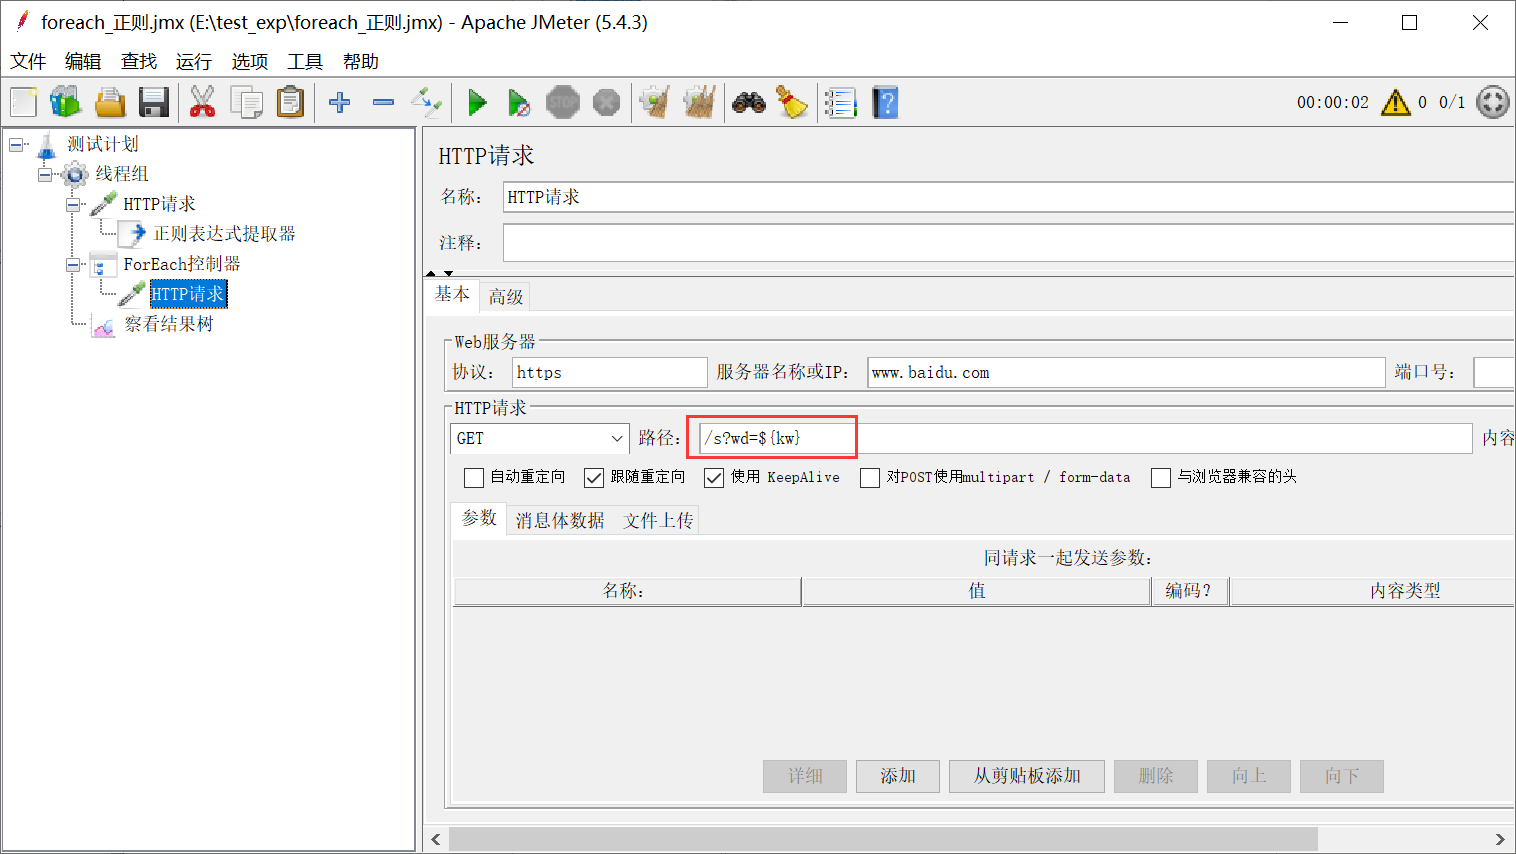 foreach_正则.jmx (E:\test_exp\foreach_正则.jmx) - Apache JMeter (5.4.3)
文件 编辑 查找 运行 选项 工具 帮助
STOP 00:00:02 0 0/1
测试计划
线程组
HTTP请求
正则表达式提取器
ForEach控制器
HTTP请求
察看结果树
HTTP请求
名称： HTTP请求
注释：
基本 高级
Web服务器
协议： https 服务器名称或IP： www.baidu.com 端口号：
HTTP请求
GET 路径： /s?wd=${kw} 内容
自动重定向 跟随重定向 使用 KeepAlive 对POST使用multipart / form-data 与浏览器兼容的头
参数 消息体数据 文件上传
同请求一起发送参数：
名称： 值 编码？ 内容类型
详细 添加 从剪贴板添加 删除 向上 向下